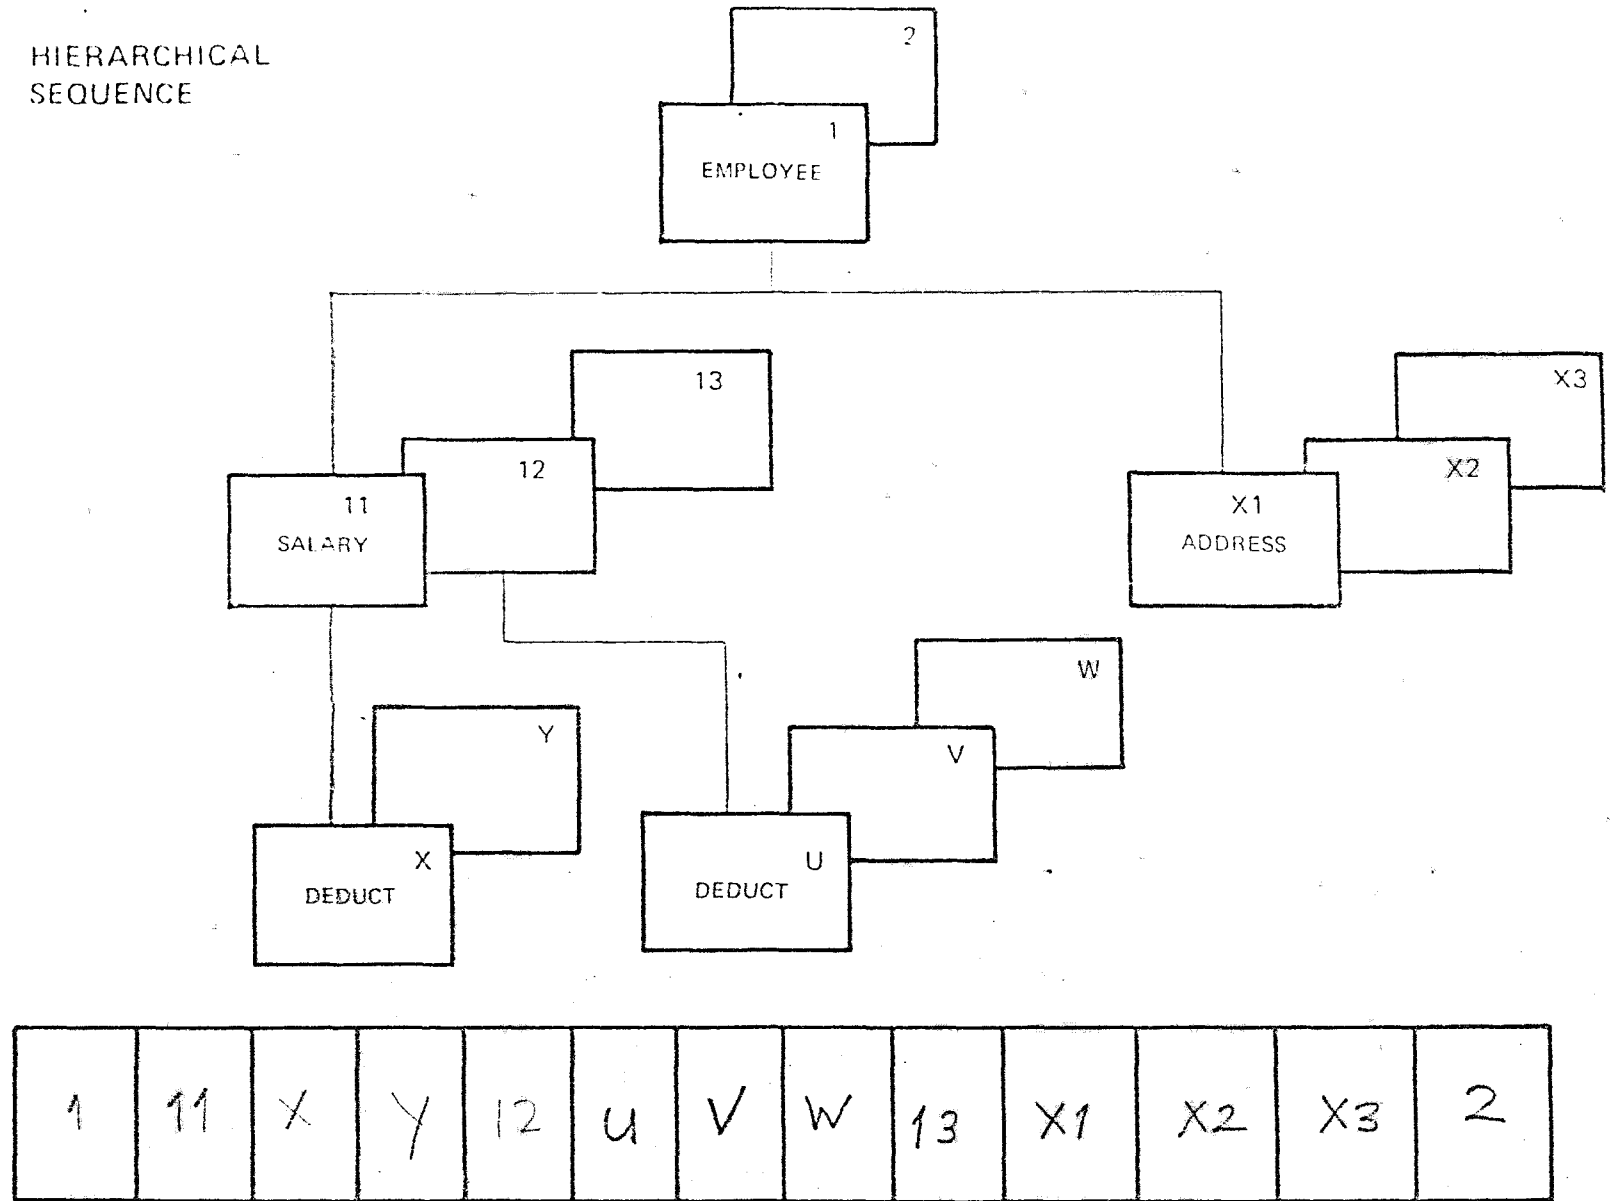 HIERARCHICAL
SEQUENCE
2
1
EMPLOYEE
13
12
11
SALARY
X3
X2
X1
ADDRESS
Y
X
DEDUCT
W
V
U
DEDUCT
1 11 X Y 12 U V W 13 X1 X2 X3 2